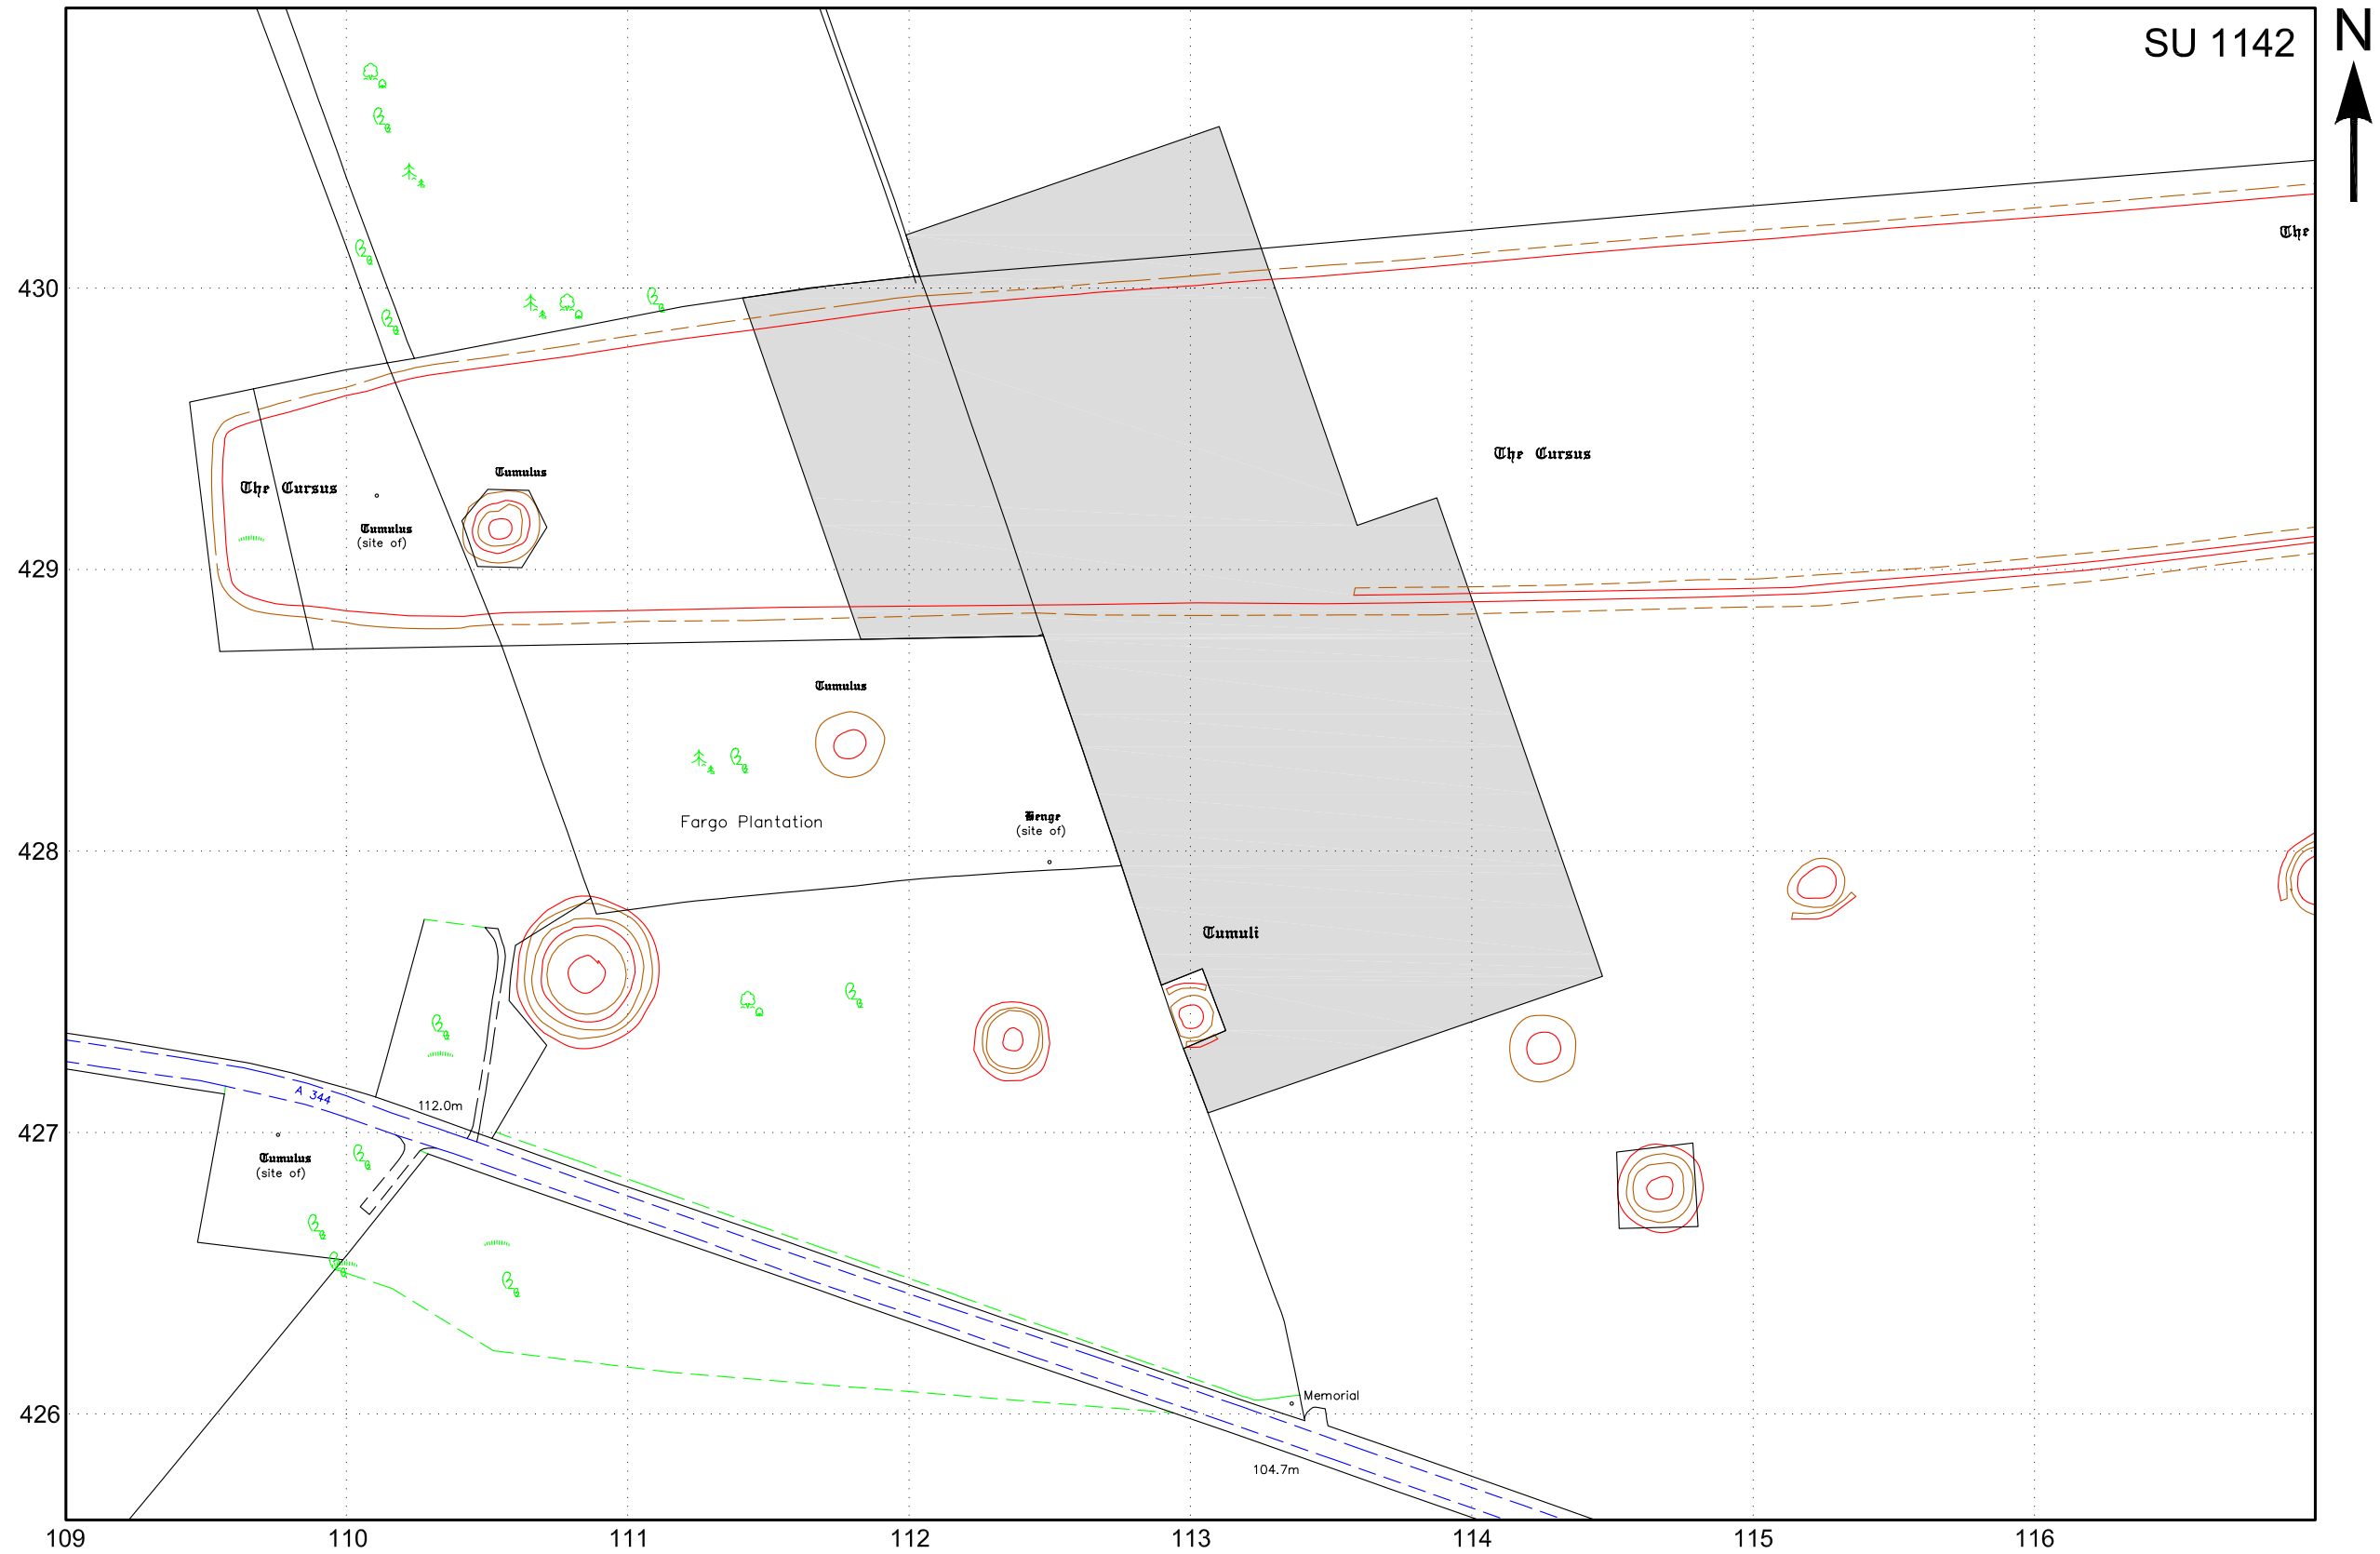 SU 1142
N
The
430
The Cursus
Tumulus
The Cursus
Tumulus
(site of)
429
Tumulus
Fargo Plantation
Henge
(site of)
428
Tumuli
A 344
112.0m
427
Tumulus
(site of)
Memorial
426
104.7m
109 110 111 112 113 114 115 116